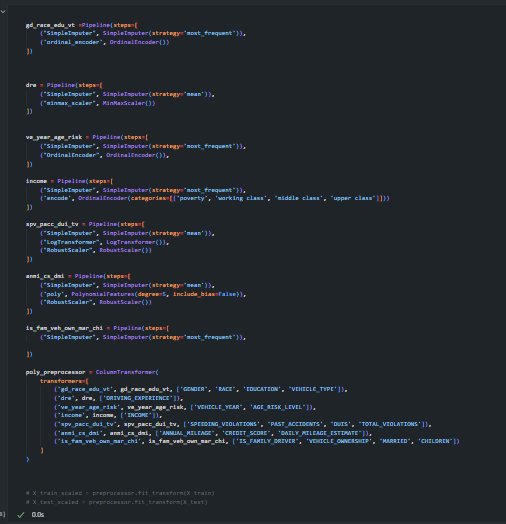 gd_race_edu_vt =Pipeline(steps=[
("SimpleImputer", SimpleImputer(strategy="most_frequent")),
("ordinal_encoder", OrdinalEncoder())
])
dre = Pipeline(steps=[
("SimpleImputer", SimpleImputer(strategy="mean")),
("minmax_scaler", MinMaxScaler())
])
ve_year_age_risk = Pipeline(steps=[
("SimpleImputer", SimpleImputer(strategy="most_frequent")),
("OrdinalEncoder", OrdinalEncoder()),
])
income = Pipeline(steps=[
("SimpleImputer", SimpleImputer(strategy="most_frequent")),
("encode", OrdinalEncoder(categories=[["poverty", "working class", "middle class", "upper class"]]))
])
spv_pacc_dui_tv = Pipeline(steps=[
("SimpleImputer", SimpleImputer(strategy="mean")),
("LogTransformer", LogTransformer()),
("RobustScaler", RobustScaler())
])
anmi_cs_dmi = Pipeline(steps=[
("SimpleImputer", SimpleImputer(strategy="mean")),
("poly", PolynomialFeatures(degree=5, include_bias=False)),
("RobustScaler", RobustScaler())
])
is_fam_veh_own_mar_chi = Pipeline(steps=[
("SimpleImputer", SimpleImputer(strategy="most_frequent")),
])
poly_preprocessor = ColumnTransformer(
transformers=[
("gd_race_edu_vt", gd_race_edu_vt, ["GENDER", "RACE", "EDUCATION", "VEHICLE_TYPE"]),
("dre", dre, ["DRIVING_EXPERIENCE"]),
("ve_year_age_risk", ve_year_age_risk, ["VEHICLE_YEAR", "AGE_RISK_LEVEL"]),
("income", income, ["INCOME"]),
("spv_pacc_dui_tv", spv_pacc_dui_tv, ["SPEEDING_VIOLATIONS", "PAST_ACCIDENTS", "DUIS", "TOTAL_VIOLATIONS"]),
("anmi_cs_dmi", anmi_cs_dmi, ["ANNUAL_MILEAGE", "CREDIT_SCORE", "DAILY_MILEAGE_ESTIMATE"]),
("is_fam_veh_own_mar_chi", is_fam_veh_own_mar_chi, ["IS_FAMILY_DRIVER", "VEHICLE_OWNERSHIP", "MARRIED", "CHILDREN"])
]
)
# X_train_scaled = preprocessor.fit_transform(X_train)
# X_test_scaled = preprocessor.fit_transform(X_test)
0.0s